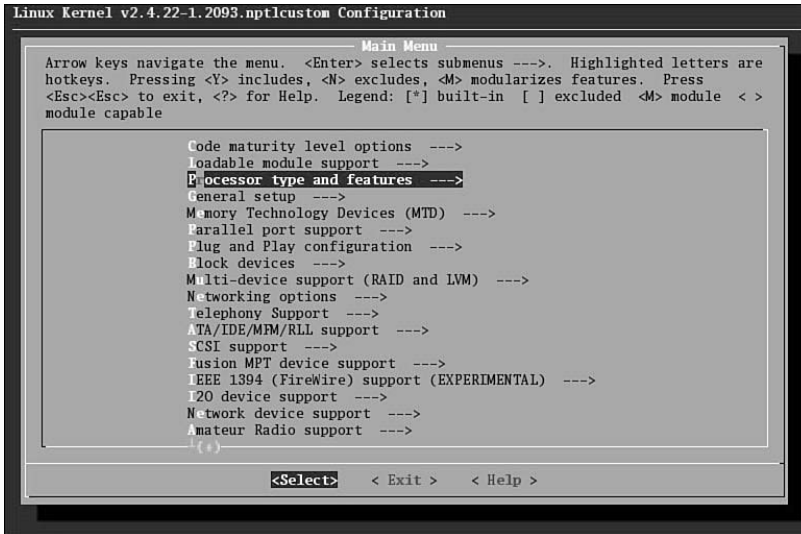 Linux Kernel v2.4.22-1.2093.nptlcustom Configuration
Main Menu
Arrow keys navigate the menu.  <Enter> selects submenus --->.  Highlighted letters are
hotkeys.  Pressing <Y> includes, <N> excludes, <M> modularizes features.  Press
<Esc><Esc> to exit, <?> for Help.  Legend: [*] built-in  [ ] excluded  <M> module  < >
module capable
Code maturity level options  --->
Loadable module support  --->
Processor type and features  --->
General setup  --->
Memory Technology Devices (MTD)  --->
Parallel port support  --->
Plug and Play configuration  --->
Block devices  --->
Multi-device support (RAID and LVM)  --->
Networking options  --->
Telephony Support  --->
ATA/IDE/MFM/RLL support  --->
SCSI support  --->
Fusion MPT device support  --->
IEEE 1394 (FireWire) support (EXPERIMENTAL)  --->
I2O device support  --->
Network device support  --->
Amateur Radio support  --->
<Select>    < Exit >    < Help >